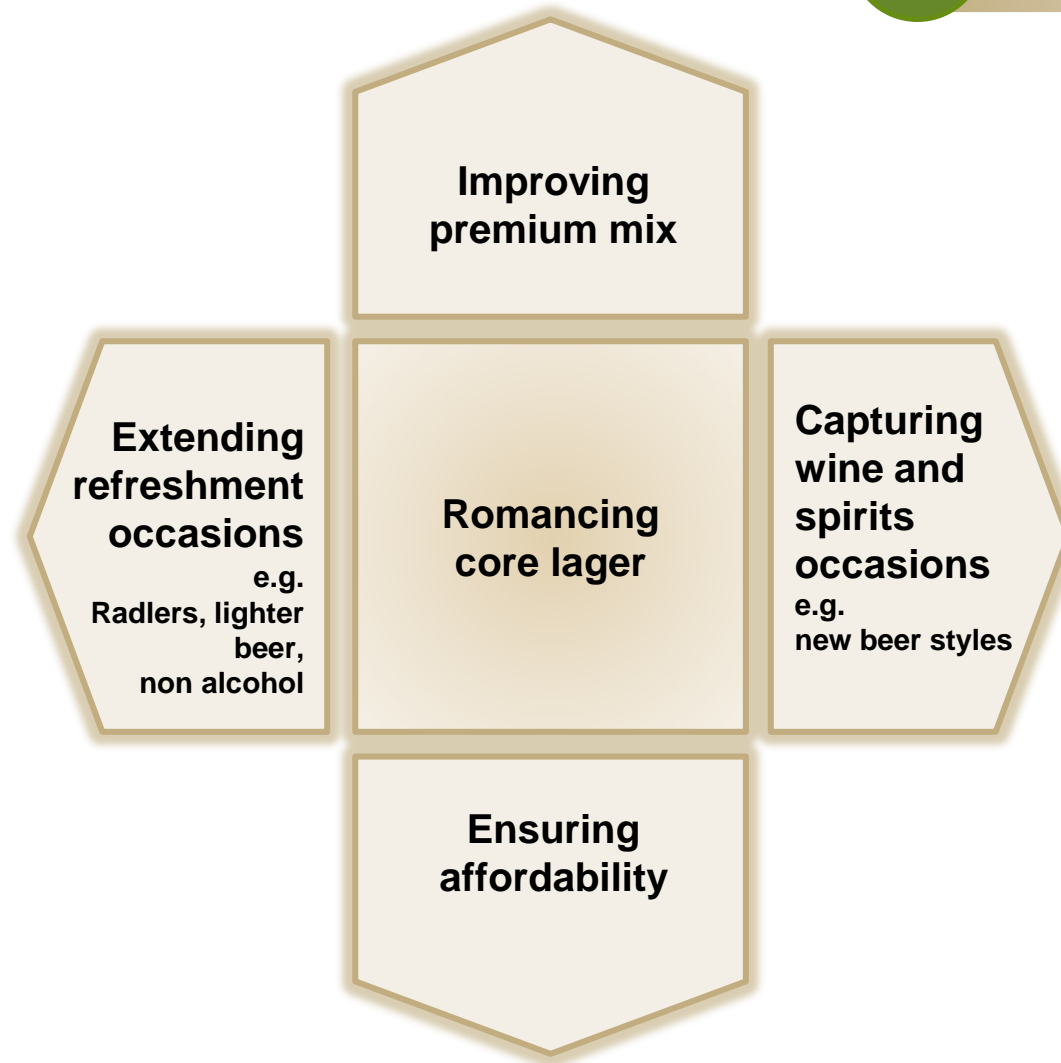 Improving
premium mix
Extending
refreshment
occasions
e.g.
Radlers, lighter
beer,
non alcohol
Romancing
core lager
Capturing
wine and
spirits
occasions
e.g.
new beer styles
Ensuring
affordability